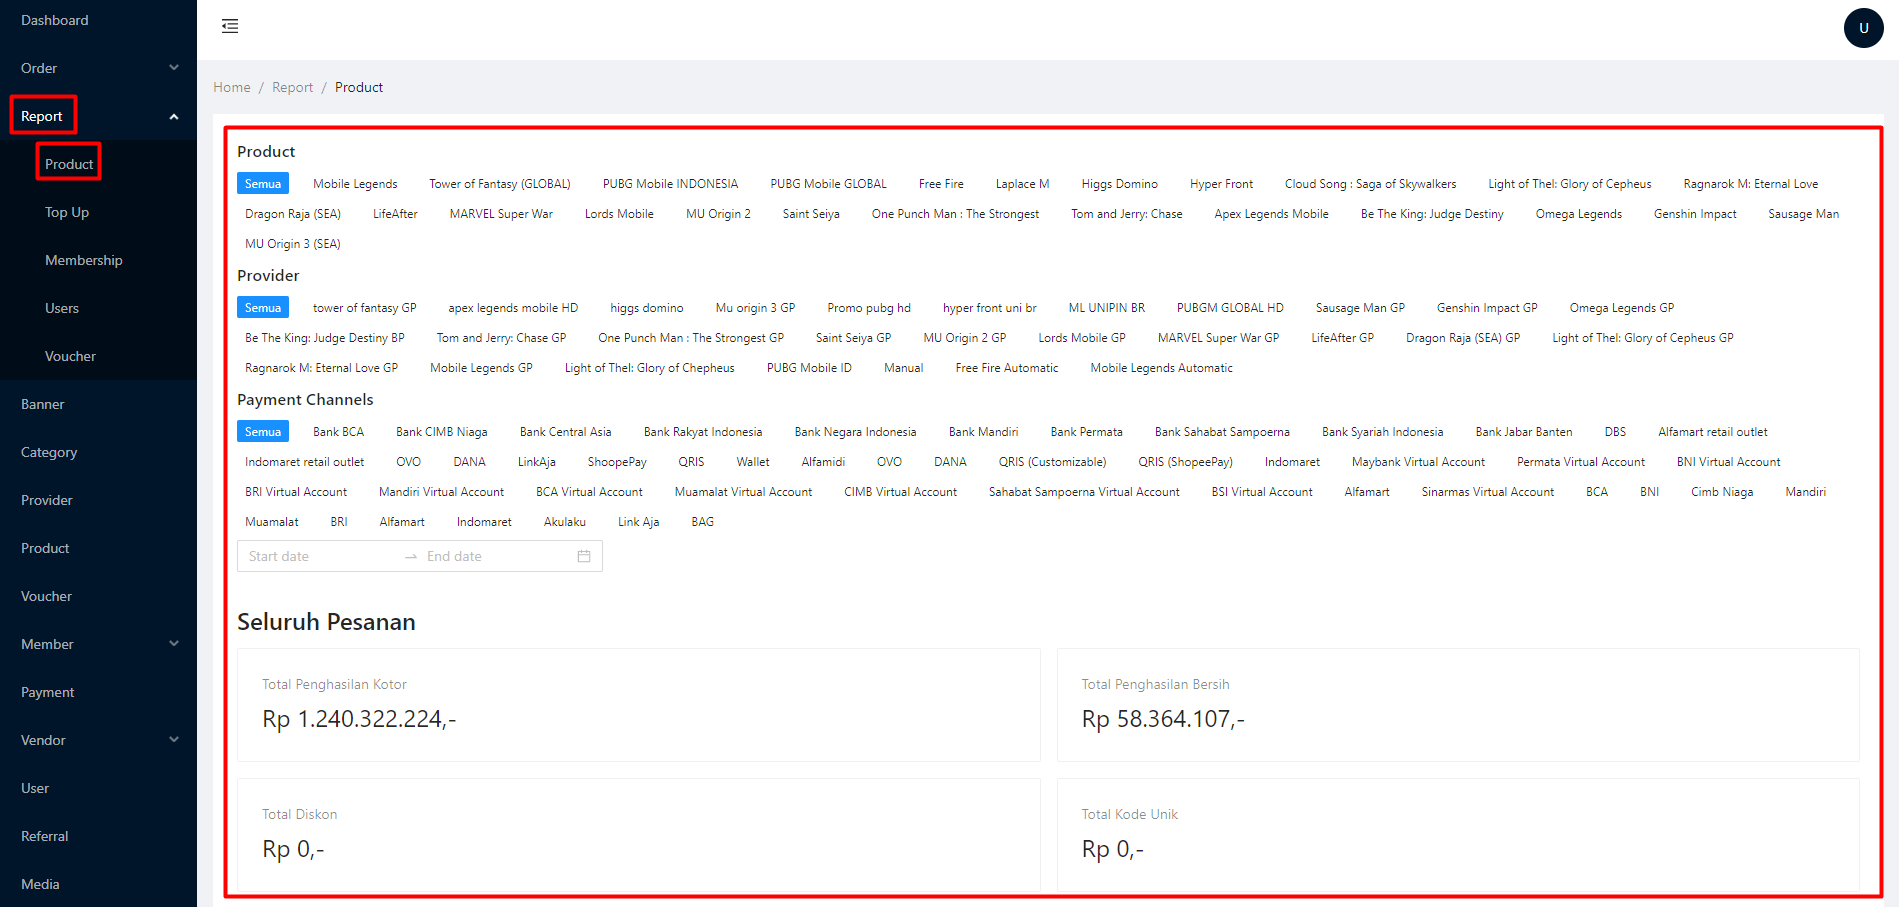 Dashboard
Order
Report
Product
Top Up
Membership
Users
Voucher
Banner
Category
Provider
Product
Voucher
Member
Payment
Vendor
User
Referral
Media
U
Home / Report / Product
Product
Semua Mobile Legends Tower of Fantasy (GLOBAL) PUBG Mobile INDONESIA PUBG Mobile GLOBAL Free Fire Laplace M Higgs Domino Hyper Front Cloud Song : Saga of Skywalkers Light of Thel: Glory of Cepheus Ragnarok M: Eternal Love
Dragon Raja (SEA) LifeAfter MARVEL Super War Lords Mobile MU Origin 2 Saint Seiya One Punch Man : The Strongest Tom and Jerry: Chase Apex Legends Mobile Be The King: Judge Destiny Omega Legends Genshin Impact Sausage Man
MU Origin 3 (SEA)
Provider
Semua tower of fantasy GP apex legends mobile HD higgs domino Mu origin 3 GP Promo pubg hd hyper front uni br ML UNIPIN BR PUBGM GLOBAL HD Sausage Man GP Genshin Impact GP Omega Legends GP
Be The King: Judge Destiny BP Tom and Jerry: Chase GP One Punch Man : The Strongest GP Saint Seiya GP MU Origin 2 GP Lords Mobile GP MARVEL Super War GP LifeAfter GP Dragon Raja (SEA) GP Light of Thel: Glory of Cepheus GP
Ragnarok M: Eternal Love GP Mobile Legends GP Light of Thel: Glory of Chepheus PUBG Mobile ID Manual Free Fire Automatic Mobile Legends Automatic
Payment Channels
Semua Bank BCA Bank CIMB Niaga Bank Central Asia Bank Rakyat Indonesia Bank Negara Indonesia Bank Mandiri Bank Permata Bank Sahabat Sampoerna Bank Syariah Indonesia Bank Jabar Banten DBS Alfamart retail outlet
Indomaret retail outlet OVO DANA LinkAja ShoopePay QRIS Wallet Alfamidi OVO DANA QRIS (Customizable) QRIS (ShopeePay) Indomaret Maybank Virtual Account Permata Virtual Account BNI Virtual Account
BRI Virtual Account Mandiri Virtual Account BCA Virtual Account Muamalat Virtual Account CIMB Virtual Account Sahabat Sampoerna Virtual Account BSI Virtual Account Alfamart Sinarmas Virtual Account BCA BNI Cimb Niaga Mandiri
Muamalat BRI Alfamart Indomaret Akulaku Link Aja BAG
Start date → End date
Seluruh Pesanan
Total Penghasilan Kotor
Rp 1.240.322.224,-
Total Penghasilan Bersih
Rp 58.364.107,-
Total Diskon
Rp 0,-
Total Kode Unik
Rp 0,-